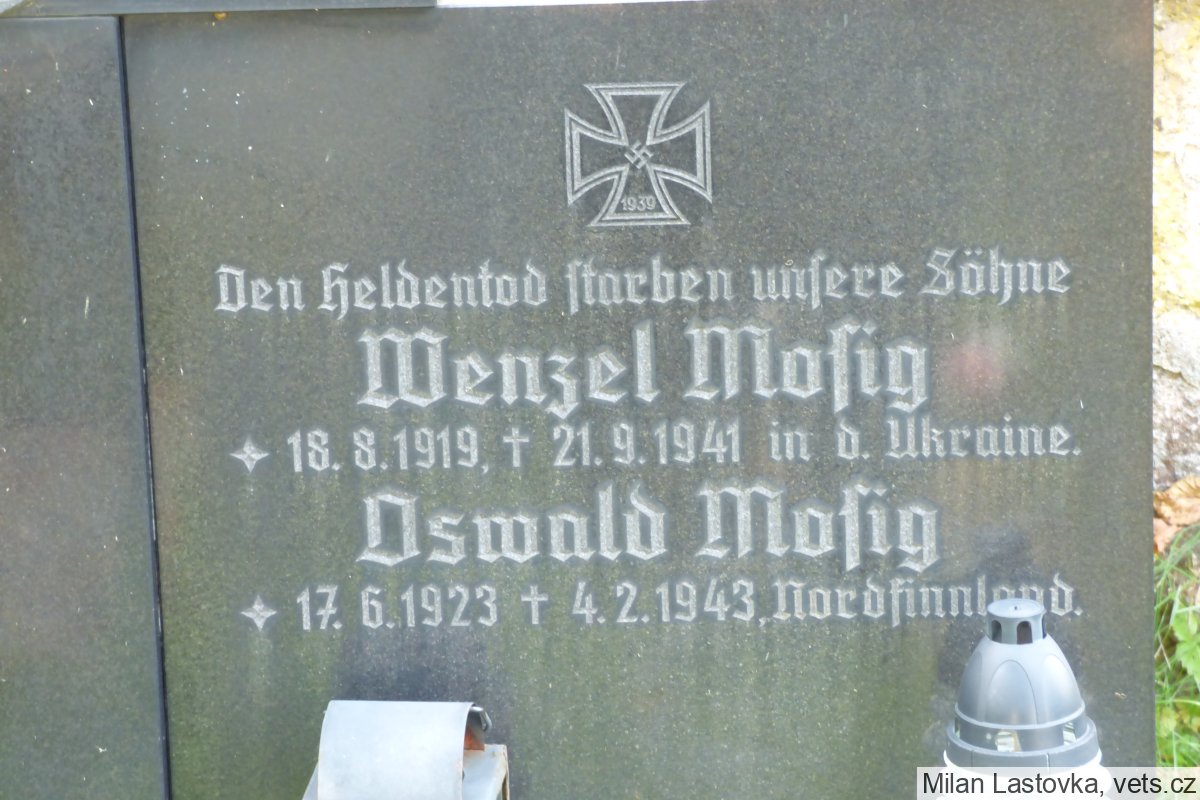 1939
Den Heldentod starben unsere Söhne
Wenzel Mosig
18.8.1919, † 21.9.1941 in d. Ukraine.
Oswald Mosig
17.6.1923 † 4.2.1943, Nordfinnland.
Milan Lastovka, vets.cz